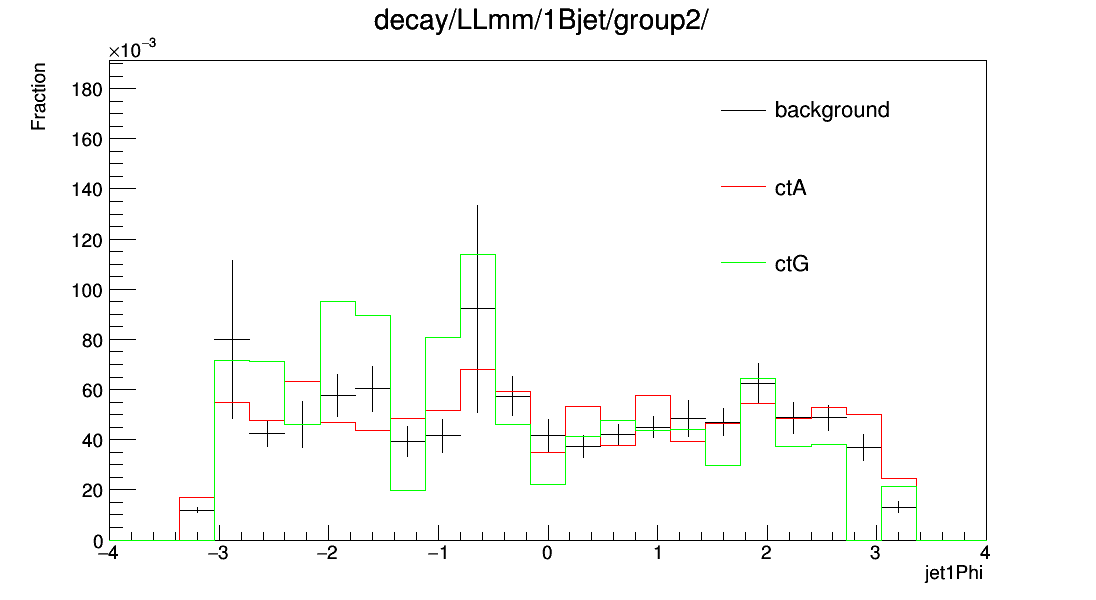 decay/LLmm/1Bjet/group2/
×10−3
Fraction
180
160
140
120
100
80
60
40
20
0
background
ctA
ctG
−4 −3 −2 −1 0 1 2 3 4
jet1Phi